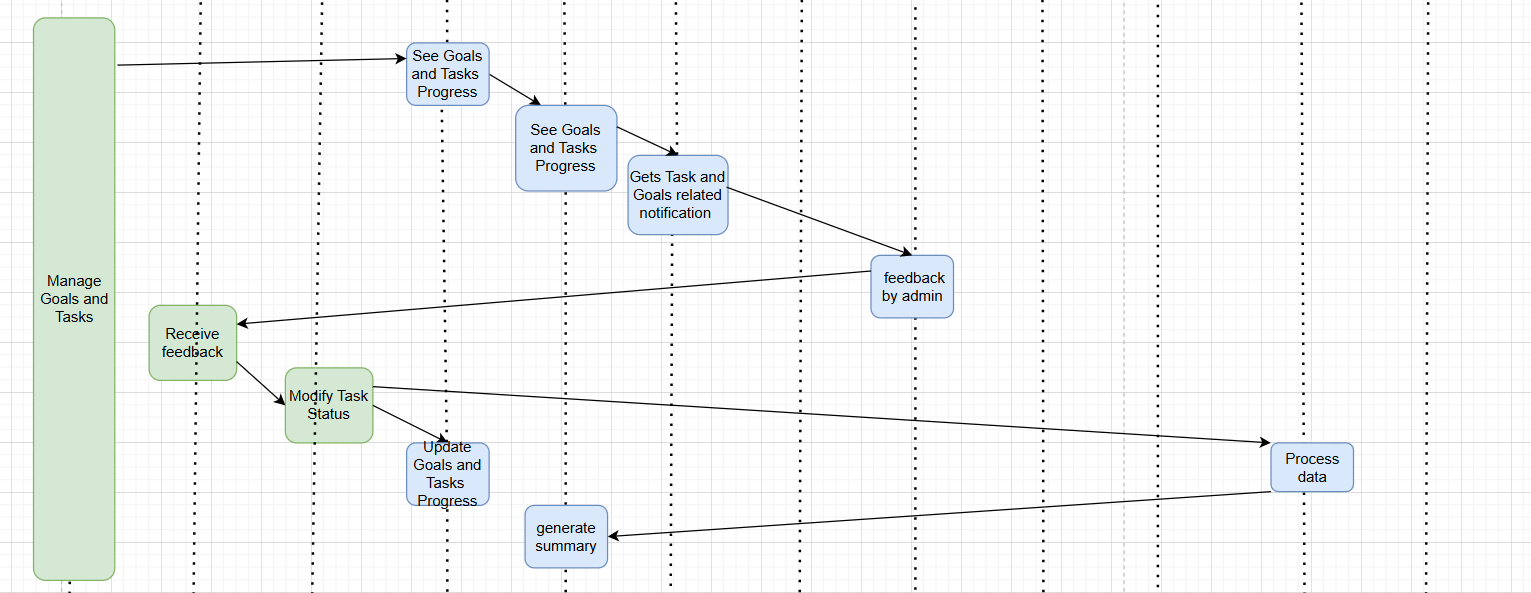 See Goals
and Tasks
Progress
See Goals
and Tasks
Progress
Gets Task and
Goals related
notification
feedback
by admin
Manage
Goals and
Tasks
Receive
feedback
Modify Task
Status
Update
Goals and
Tasks
Progress
Process
data
generate
summary